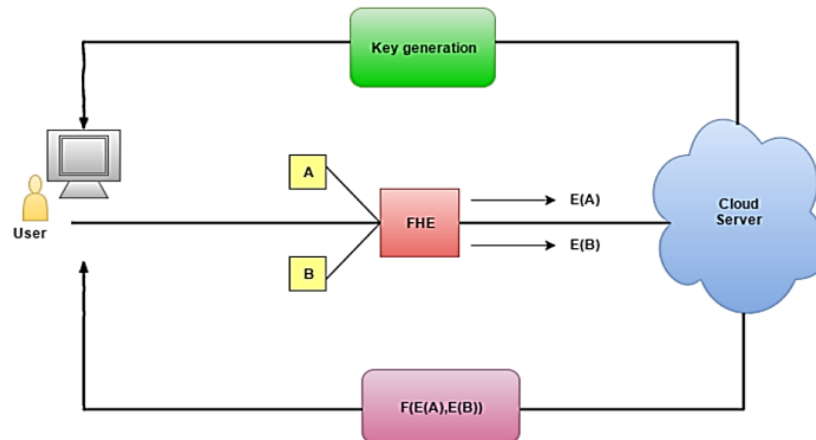 Key generation
A
E(A)
User
FHE
Cloud
Server
B
E(B)
F(E(A),E(B))